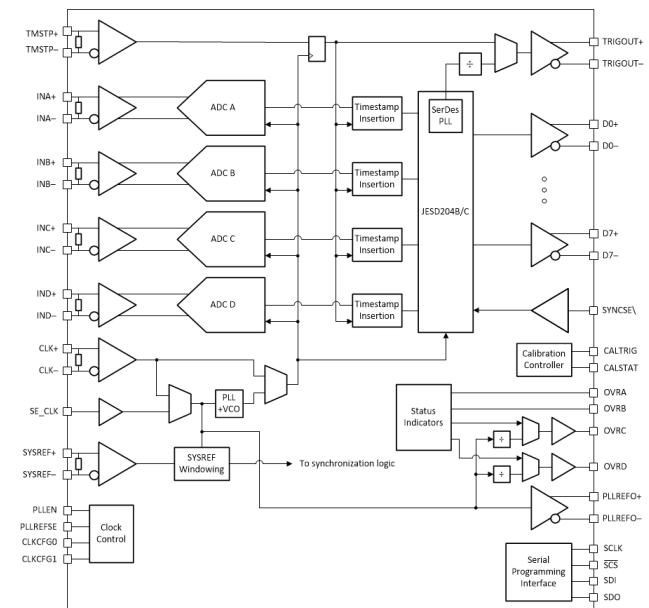 TMSTP+
TMSTP–
TRIGOUT+
TRIGOUT–
÷
INA+
INA–
ADC A
Timestamp
Insertion
SerDes
PLL
D0+
D0–
INB+
INB–
ADC B
Timestamp
Insertion
JESD204B/C
INC+
INC–
ADC C
Timestamp
Insertion
D7+
D7–
IND+
IND–
ADC D
Timestamp
Insertion
SYNCSE\
CLK+
CLK–
Calibration
Controller
CALTRIG
CALSTAT
SE_CLK
PLL
+VCO
Status
Indicators
OVRA
OVRB
OVRC
÷
OVRD
÷
SYSREF+
SYSREF–
SYSREF
Windowing
To synchronization logic
PLLREFO+
PLLREFO–
PLLEN
PLLREFSE
CLKCFG0
CLKCFG1
Clock
Control
Serial
Programming
Interface
SCLK
SCS
SDI
SDO